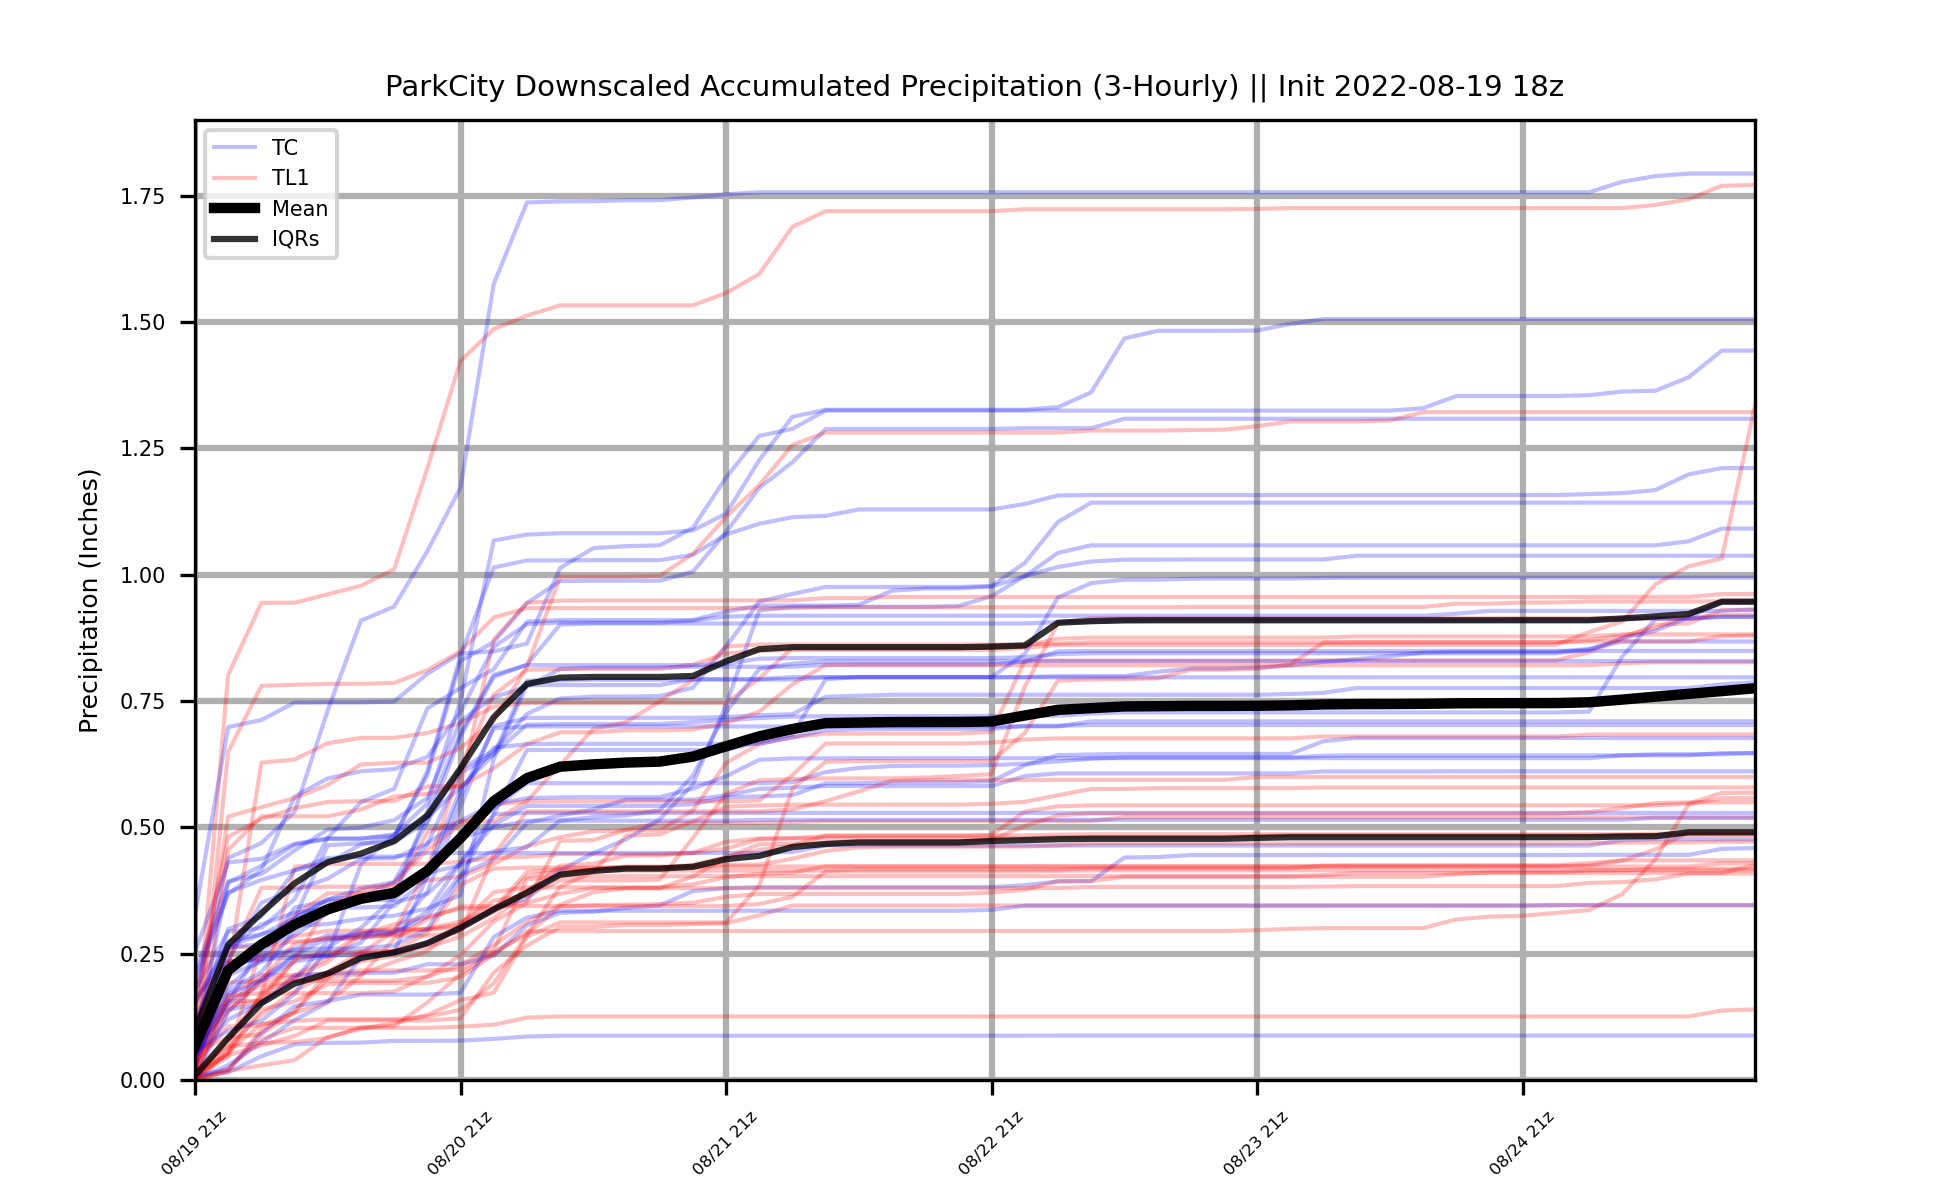 ParkCity Downscaled Accumulated Precipitation (3-Hourly) || Init 2022-08-19 18z
TC
TL1
Mean
IQRs
Precipitation (Inches)
1.75
1.50
1.25
1.00
0.75
0.50
0.25
0.00
08/19 21z
08/20 21z
08/21 21z
08/22 21z
08/23 21z
08/24 21z